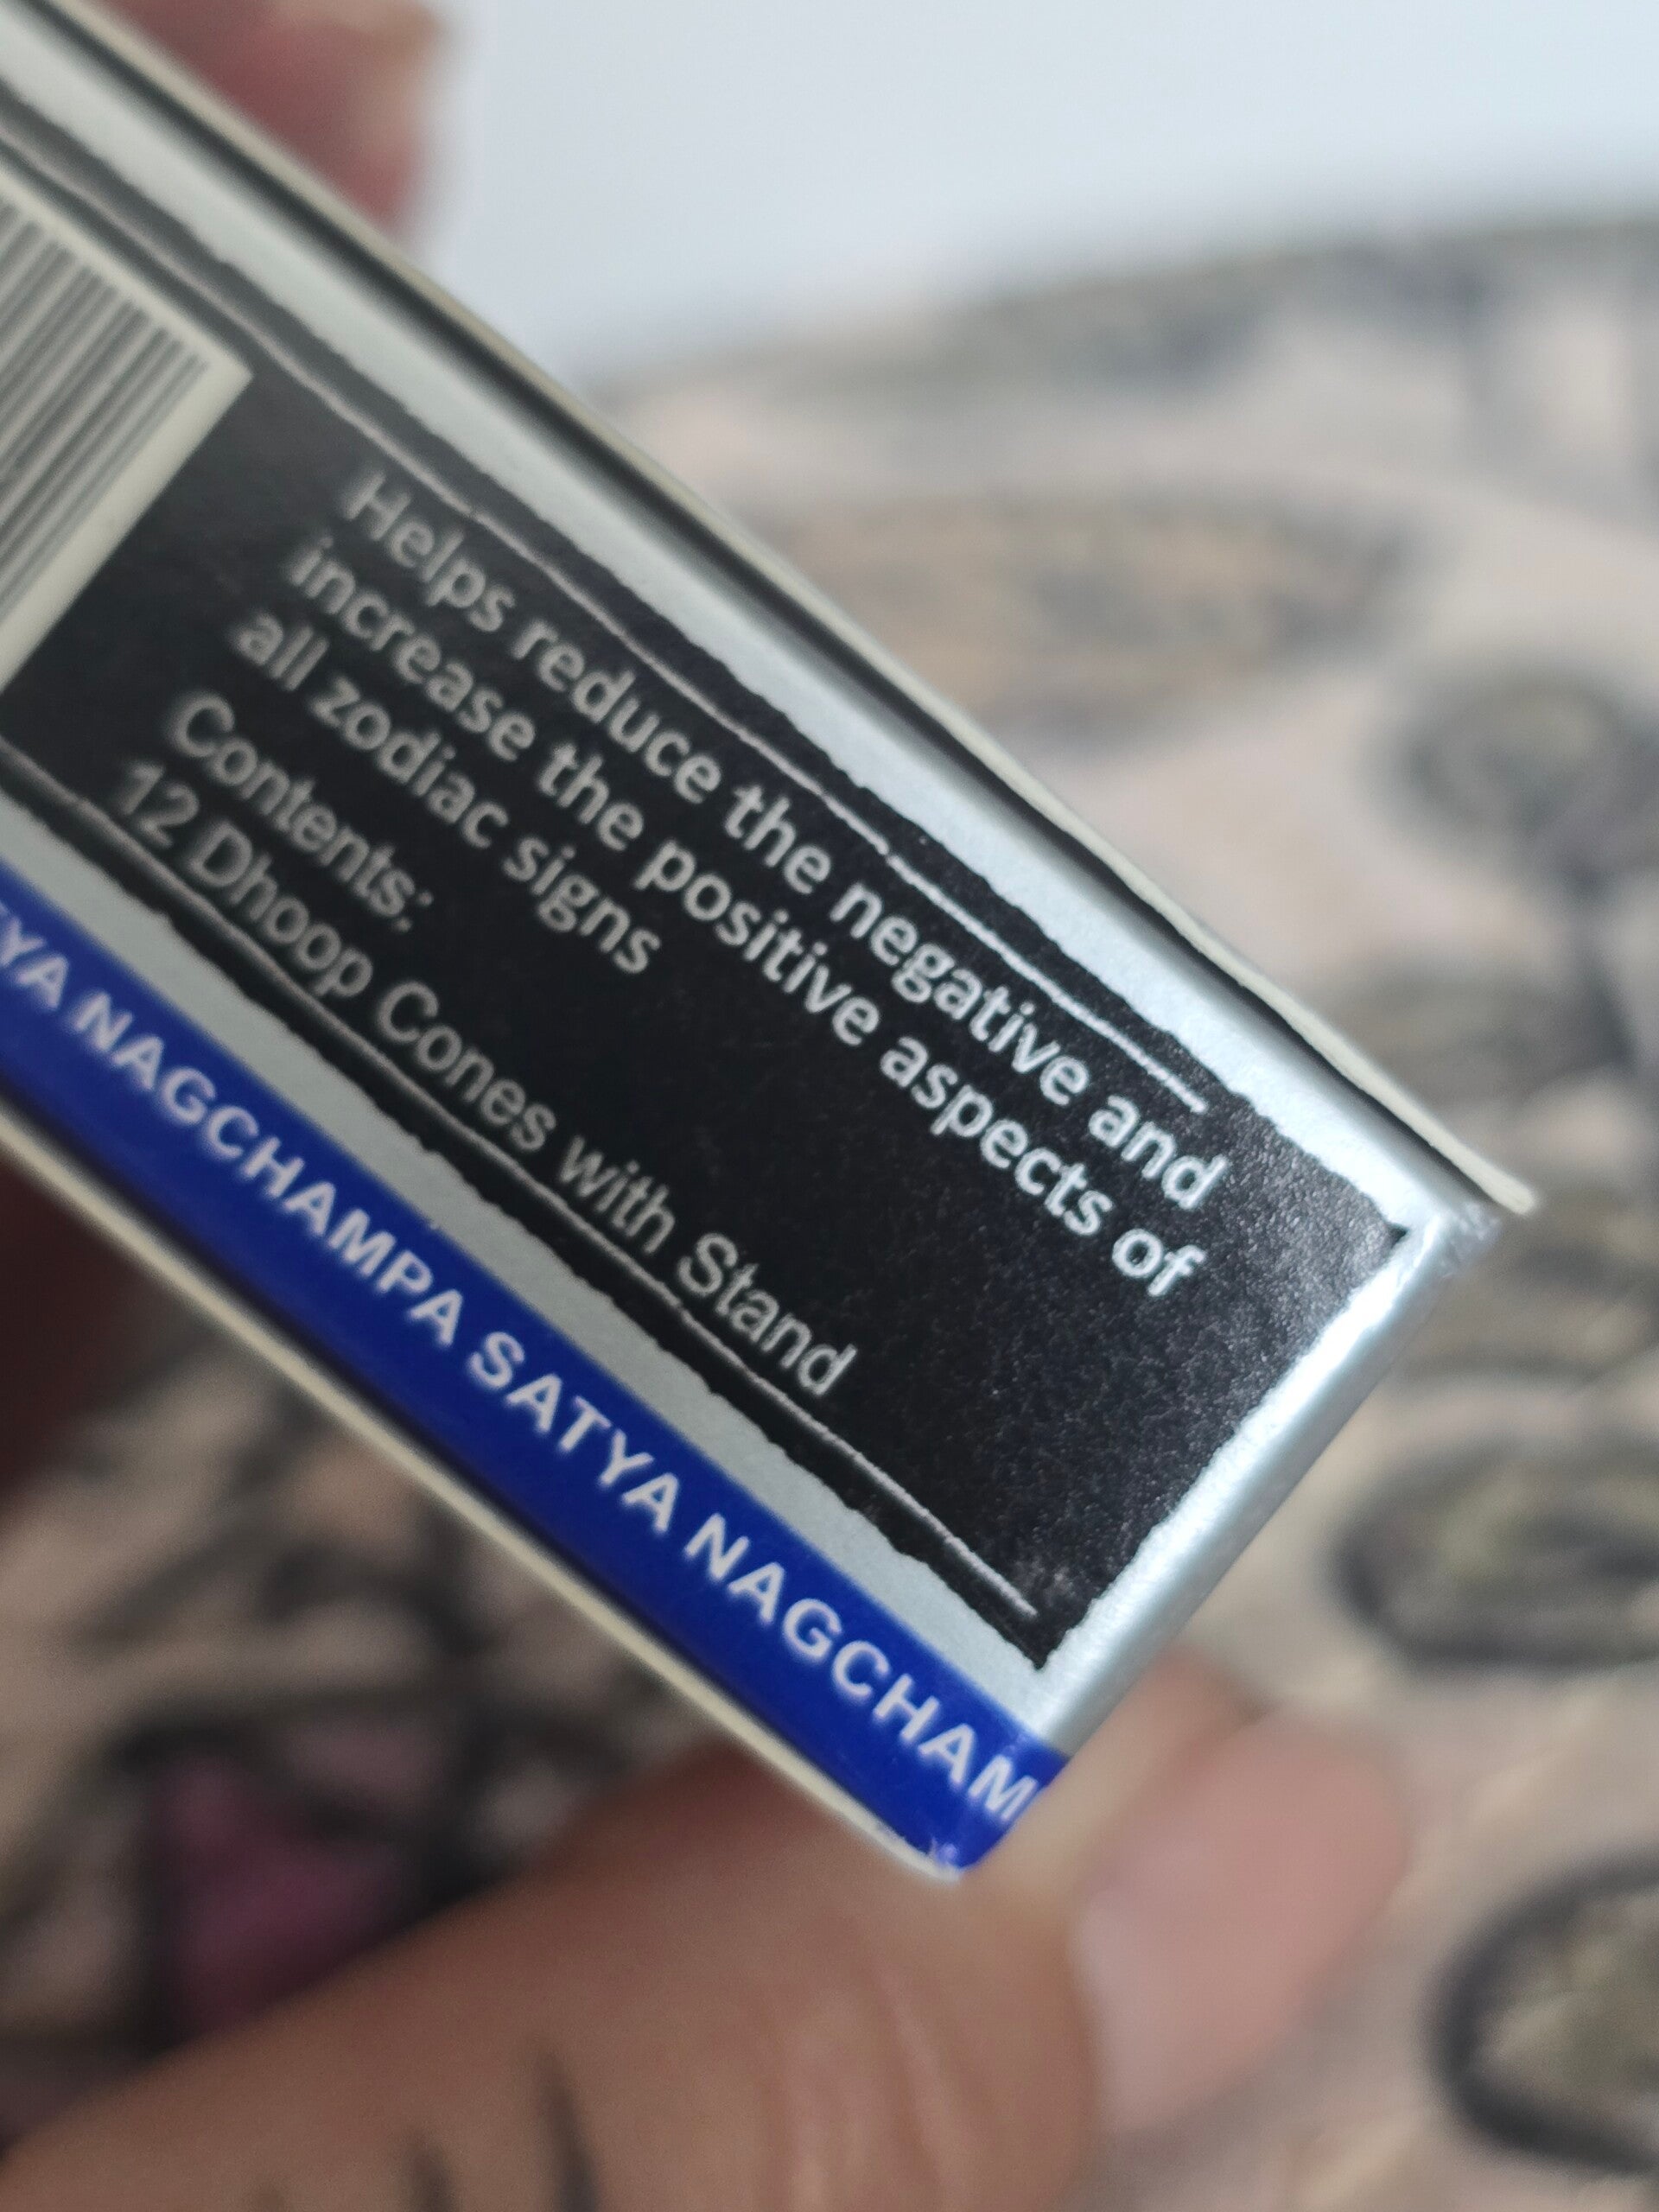 Helps reduce the negative and
increase the positive aspects of
all zodiac signs
Contents;
12 Dhoop Cones with Stand
YA NAGCHAMPA SATYA NAGCHAM